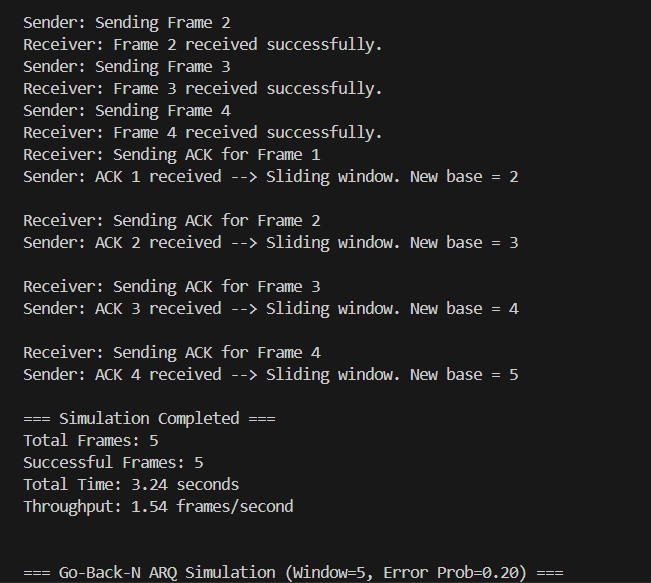 Sender: Sending Frame 2
Receiver: Frame 2 received successfully.
Sender: Sending Frame 3
Receiver: Frame 3 received successfully.
Sender: Sending Frame 4
Receiver: Frame 4 received successfully.
Receiver: Sending ACK for Frame 1
Sender: ACK 1 received --> Sliding window. New base = 2
Receiver: Sending ACK for Frame 2
Sender: ACK 2 received --> Sliding window. New base = 3
Receiver: Sending ACK for Frame 3
Sender: ACK 3 received --> Sliding window. New base = 4
Receiver: Sending ACK for Frame 4
Sender: ACK 4 received --> Sliding window. New base = 5
=== Simulation Completed ===
Total Frames: 5
Successful Frames: 5
Total Time: 3.24 seconds
Throughput: 1.54 frames/second
=== Go-Back-N ARQ Simulation (Window=5, Error Prob=0.20) ===